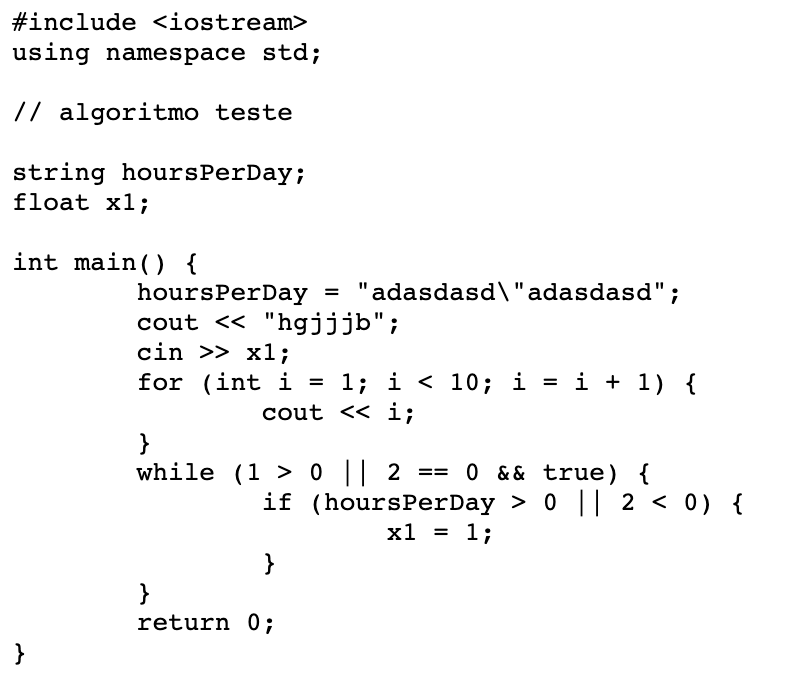 #include <iostream>
using namespace std;

// algoritmo teste

string hoursPerDay;
float x1;

int main() {
        hoursPerDay = "adasdasd\"adasdasd";
        cout << "hgjjjb";
        cin >> x1;
        for (int i = 1; i < 10; i = i + 1) {
                cout << i;
        }
        while (1 > 0 || 2 == 0 && true) {
                if (hoursPerDay > 0 || 2 < 0) {
                        x1 = 1;
                }
        }
        return 0;
}